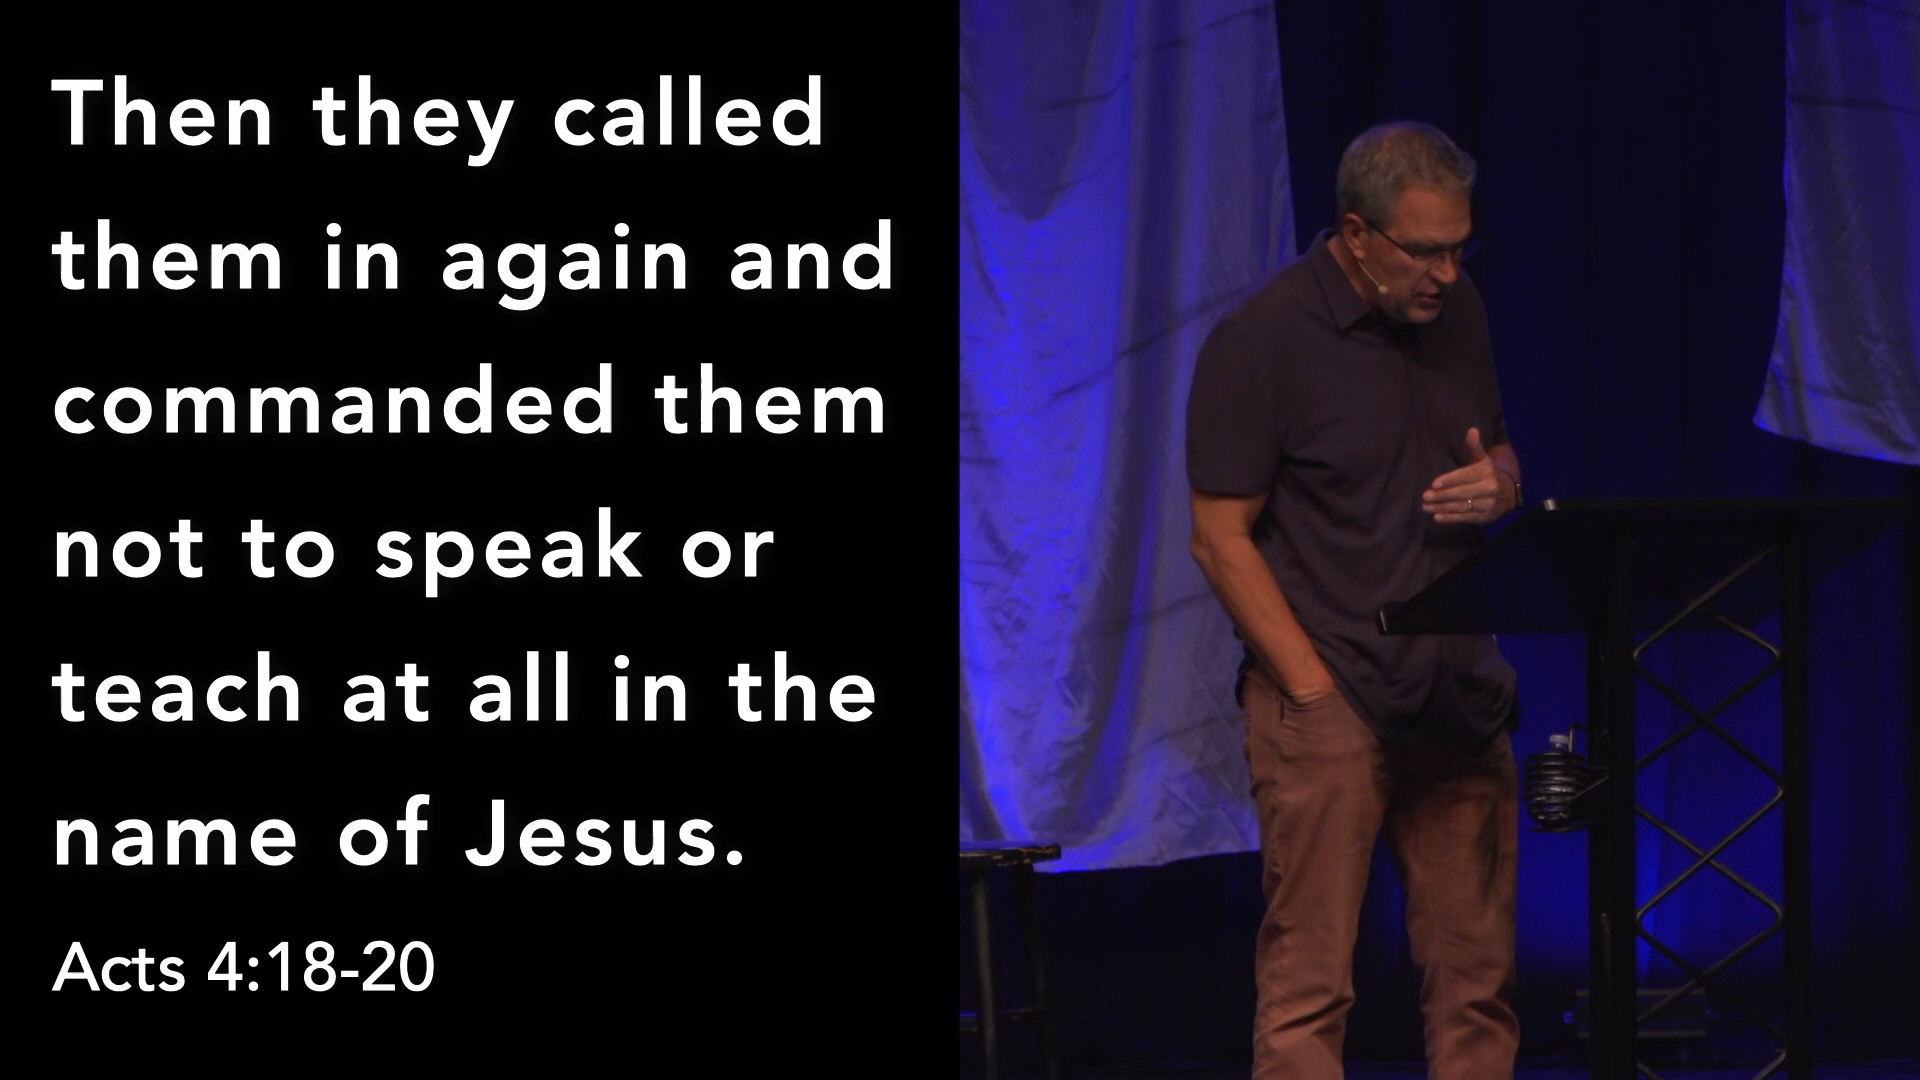 Then they called
them in again and
commanded them
not to speak or
teach at all in the
name of Jesus.
Acts 4:18-20